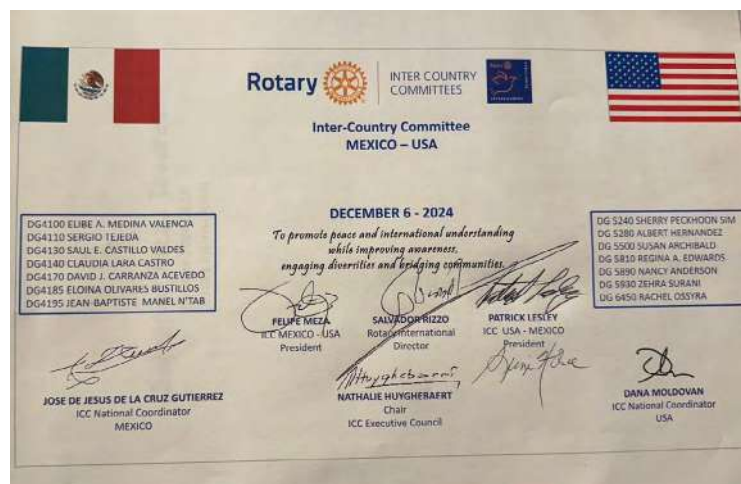 Rotary
INTER COUNTRY
COMMITTEES
Inter-Country Committee
MEXICO – USA
DECEMBER 6 - 2024
To promote peace and international understanding
while improving awareness,
engaging diversities and bridging communities.
DG4100 ELIBE A. MEDINA VALENCIA
DG4110 SERGIO TEJEDA
DG4130 SAUL E. CASTILLO VALDES
DG4140 CLAUDIA LARA CASTRO
DG4170 DAVID J. CARRANZA ACEVEDO
DG4185 ELOINA OLIVARES BUSTILLOS
DG4195 JEAN-BAPTISTE MANEL N'TAB
DG 5240 SHERRY PECKHOON SIM
DG 5280 ALBERT HERNANDEZ
DG 5500 SUSAN ARCHIBALD
DG 5810 REGINA A. EDWARDS
DG 5890 NANCY ANDERSON
DG 5930 ZEHRA SURANI
DG 6450 RACHEL OSSYRA
FELIPE MEZA
ICC MEXICO - USA
President
SALVADOR RIZZO
Rotary International
Director
PATRICK LESLEY
ICC USA - MEXICO
President
JOSE DE JESUS DE LA CRUZ GUTIERREZ
ICC National Coordinator
MEXICO
NHuyghebaert
NATHALIE HUYGHEBAERT
Chair
ICC Executive Council
DANA MOLDOVAN
ICC National Coordinator
USA